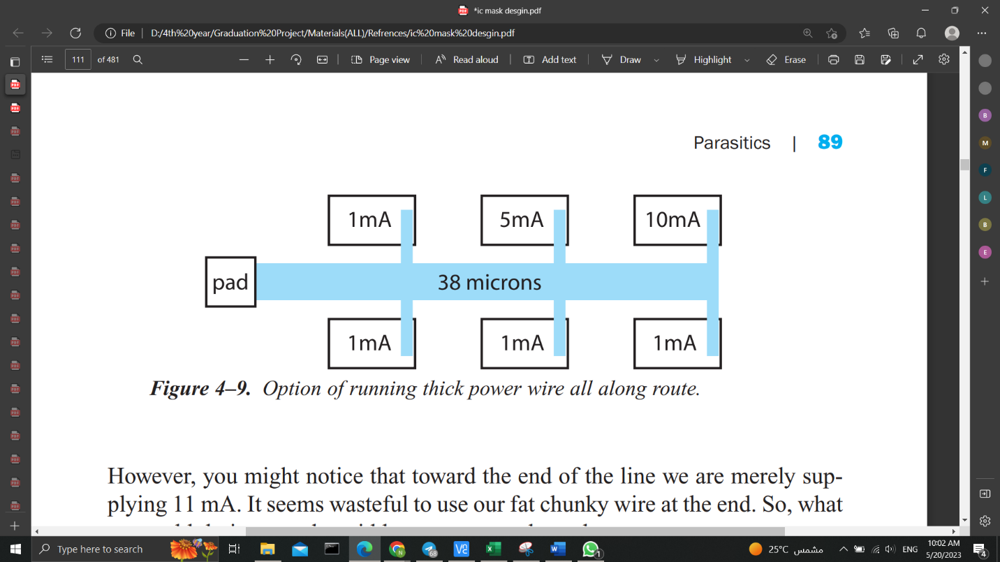 *ic mask desgin.pdf
File | D:/4th%20year/Graduation%20Project/Materials(ALL)/Refrences/ic%20mask%20desgin.pdf
111 of 481 Page view Read aloud Add text Draw Highlight Erase
Parasitics | 89
1mA 5mA 10mA
pad 38 microns
1mA 1mA 1mA
Figure 4–9. Option of running thick power wire all along route.
However, you might notice that toward the end of the line we are merely sup-
plying 11 mA. It seems wasteful to use our fat chunky wire at the end. So, what
B
M
F
L
B
E
Type here to search
68
1
25°C مشمس
ENG
10:02 AM
5/20/2023
4